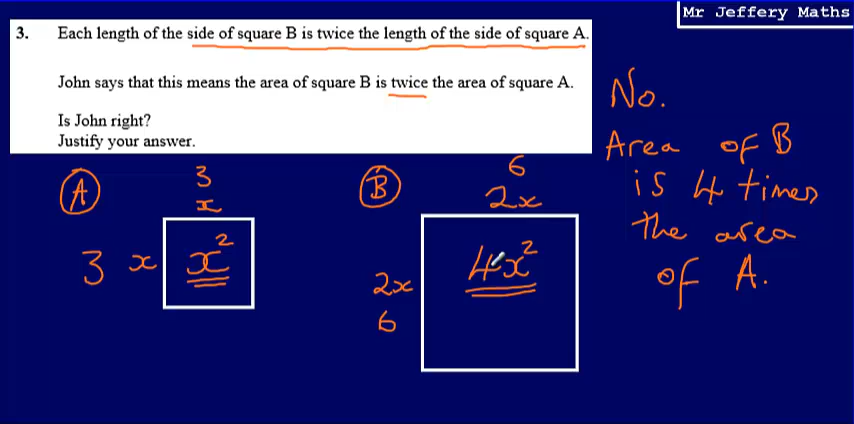 Mr Jeffery Maths
3. Each length of the side of square B is twice the length of the side of square A.
John says that this means the area of square B is twice the area of square A.
Is John right?
Justify your answer.
No.
Area of B
is 4 times
the area
of A.
A
3
x
3 x x²
B
6
2x
4x²
2x
6